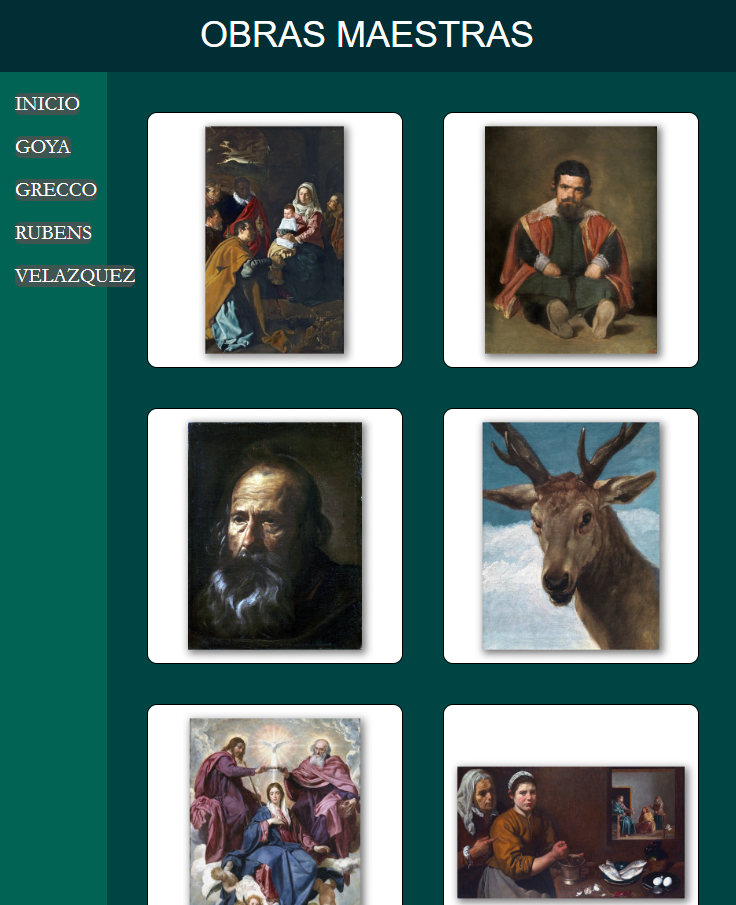 OBRAS MAESTRAS
INICIO
GOYA
GRECCO
RUBENS
VELAZQUEZ